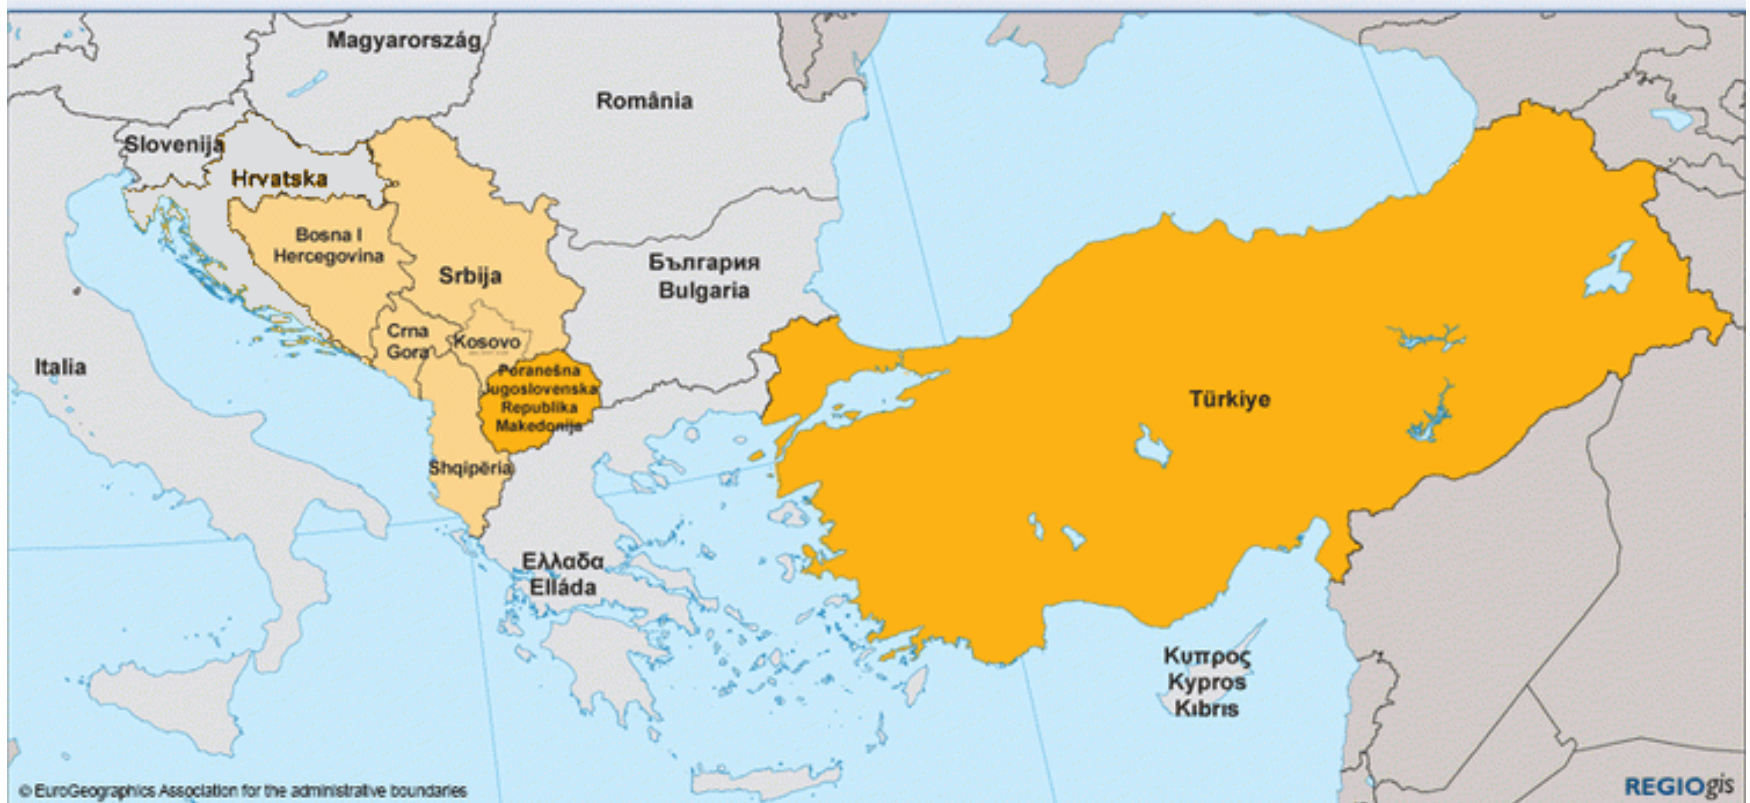 Magyarország
România
Slovenija
Hrvatska
Bosna I
Hercegovina
Srbija
България
Bulgaria
Crna
Gora
Kosovo
Italia
Poranešna
Jugoslovenska
Republika
Makedonija
Türkiye
Shqipëria
Ελλαδα
Elláda
Κυπρος
Kypros
Kıbrıs
© EuroGeographics Association for the administrative boundaries
REGIOgis